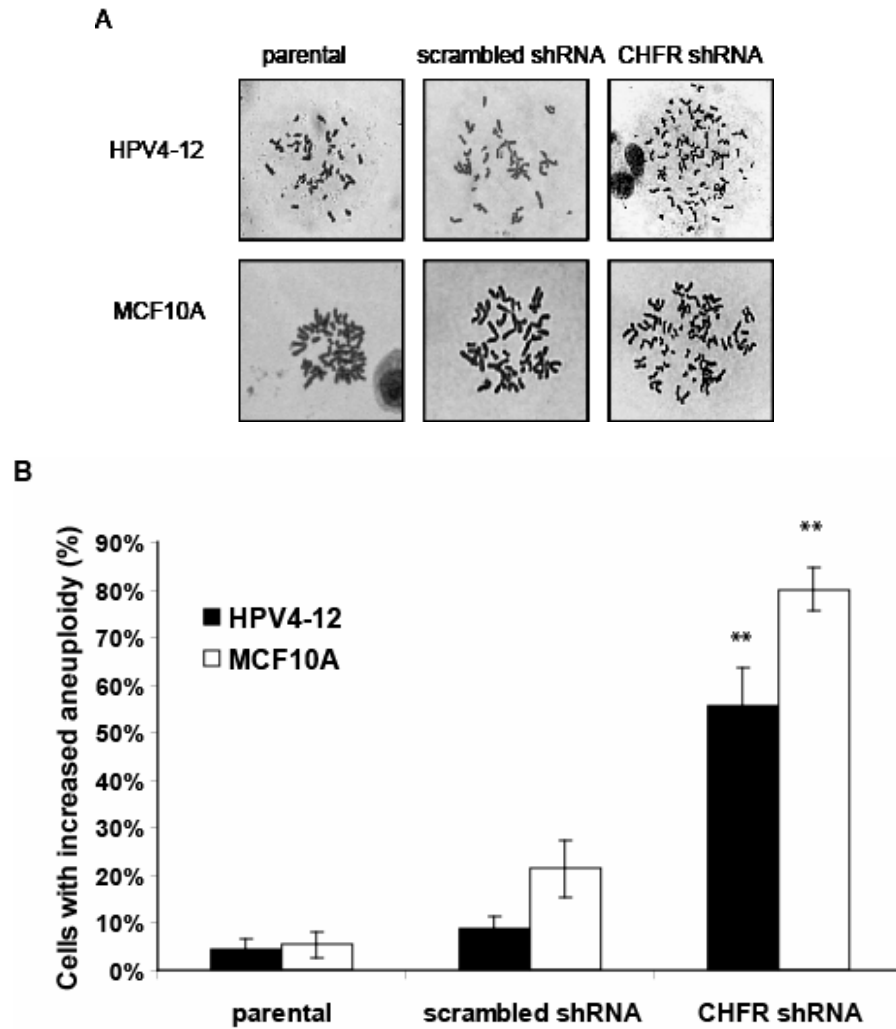 A
parental scrambled shRNA CHFR shRNA
HPV4-12
MCF10A
B
Cells with increased aneuploidy (%)
90%
80%
70%
60%
50%
40%
30%
20%
10%
0%
HPV4-12
MCF10A
**
**
parental scrambled shRNA CHFR shRNA